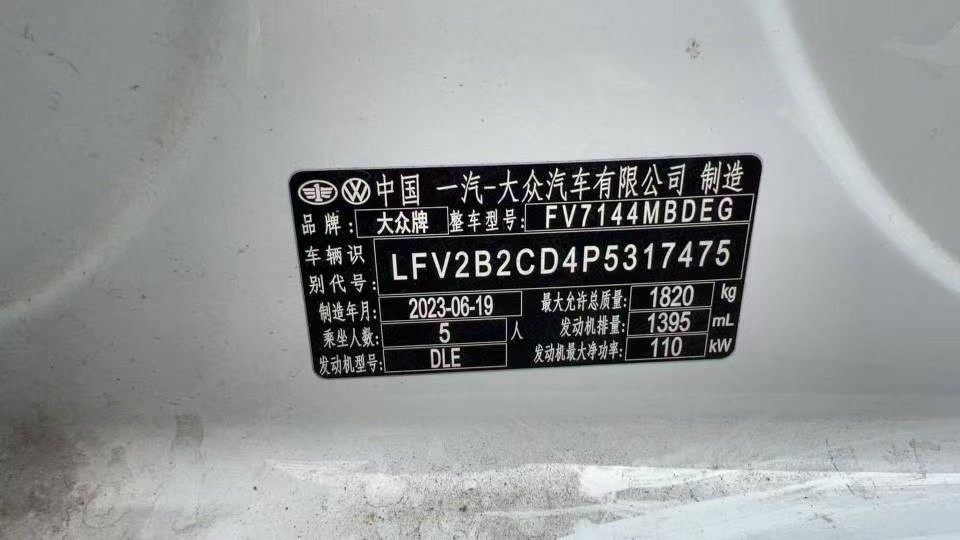 中国 一汽-大众汽车有限公司 制造
品牌: 大众牌 整车型号: FV7144MBDEG
车辆识别代号: LFV2B2CD4P5317475
制造年月: 2023-06-19 最大允许总质量: 1820 kg
乘坐人数: 5 人 发动机排量: 1395 mL
发动机型号: DLE 发动机最大净功率: 110 kW